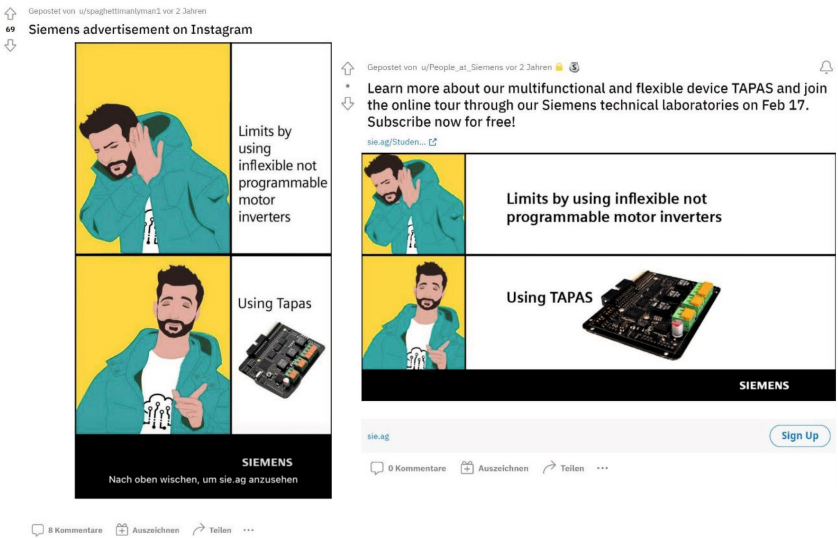 Gepostet von u/spaghettimanlyman1 vor 2 Jahren
69
Siemens advertisement on Instagram
Limits by
using
inflexible not
programmable
motor
inverters
Using Tapas
SIEMENS
Nach oben wischen, um sie.ag anzusehen
8 Kommentare Auszeichnen Teilen ...
Gepostet von u/People_at_Siemens vor 2 Jahren
Learn more about our multifunctional and flexible device TAPAS and join
the online tour through our Siemens technical laboratories on Feb 17.
Subscribe now for free!
sie.ag/Studen...
Limits by using inflexible not
programmable motor inverters
Using TAPAS
SIEMENS
sie.ag
Sign Up
0 Kommentare Auszeichnen Teilen ...